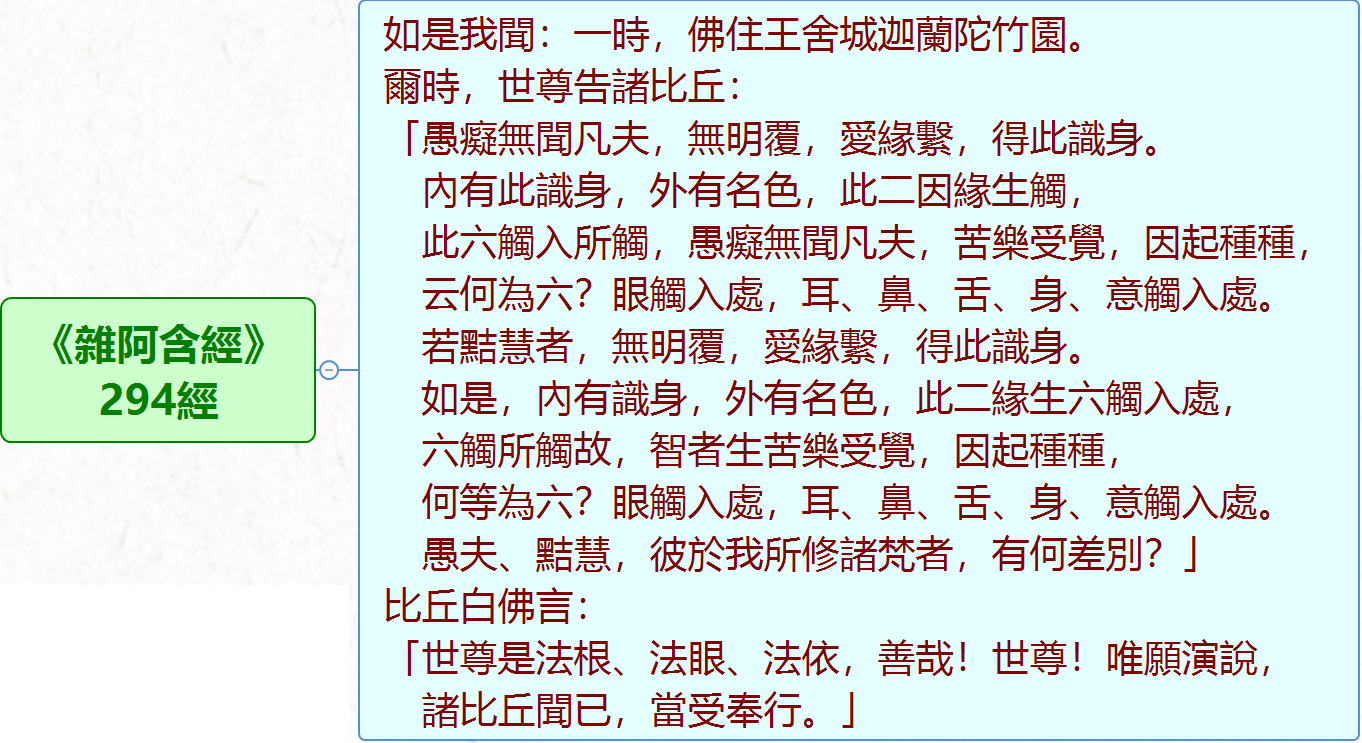 《雜阿含經》
294經
如是我聞：一時，佛住王舍城迦蘭陀竹園。
爾時，世尊告諸比丘：
「愚癡無聞凡夫，無明覆，愛緣繫，得此識身。
內有此識身，外有名色，此二因緣生觸，
此六觸入所觸，愚癡無聞凡夫，苦樂受覺，因起種種，
云何為六？眼觸入處，耳、鼻、舌、身、意觸入處。
若黠慧者，無明覆，愛緣繫，得此識身。
如是，內有識身，外有名色，此二緣生六觸入處，
六觸所觸故，智者生苦樂受覺，因起種種，
何等為六？眼觸入處，耳、鼻、舌、身、意觸入處。
愚夫、黠慧，彼於我所修諸梵者，有何差別？」
比丘白佛言：
「世尊是法根、法眼、法依，善哉！世尊！唯願演說，
諸比丘聞已，當受奉行。」